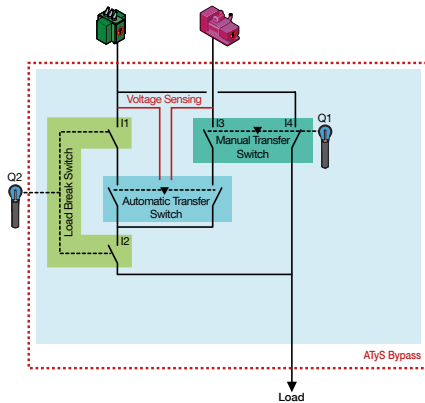 Voltage Sensing
Q1
I1
I3
I4
Manual Transfer
Switch
Q2
Load Break Switch
Automatic Transfer
Switch
I2
ATyS Bypass
Load